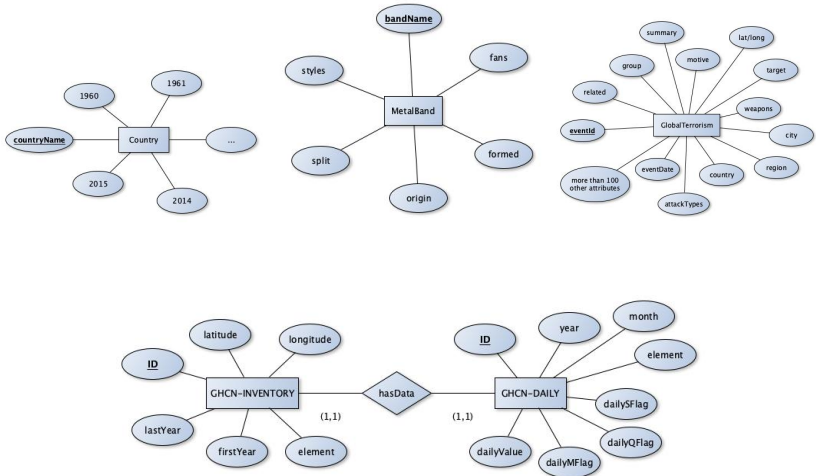 1960
1961
countryName
Country
...
2015
2014
bandName
styles
fans
MetalBand
split
formed
origin
summary
lat/long
group
motive
target
related
weapons
GlobalTerrorism
eventId
city
eventDate
country
region
more than 100
other attributes
attackTypes
latitude
longitude
ID
GHCN-INVENTORY
hasData
(1,1)
(1,1)
lastYear
firstYear
element
ID
year
month
element
GHCN-DAILY
dailySFlag
dailyQFlag
dailyValue
dailyMFlag